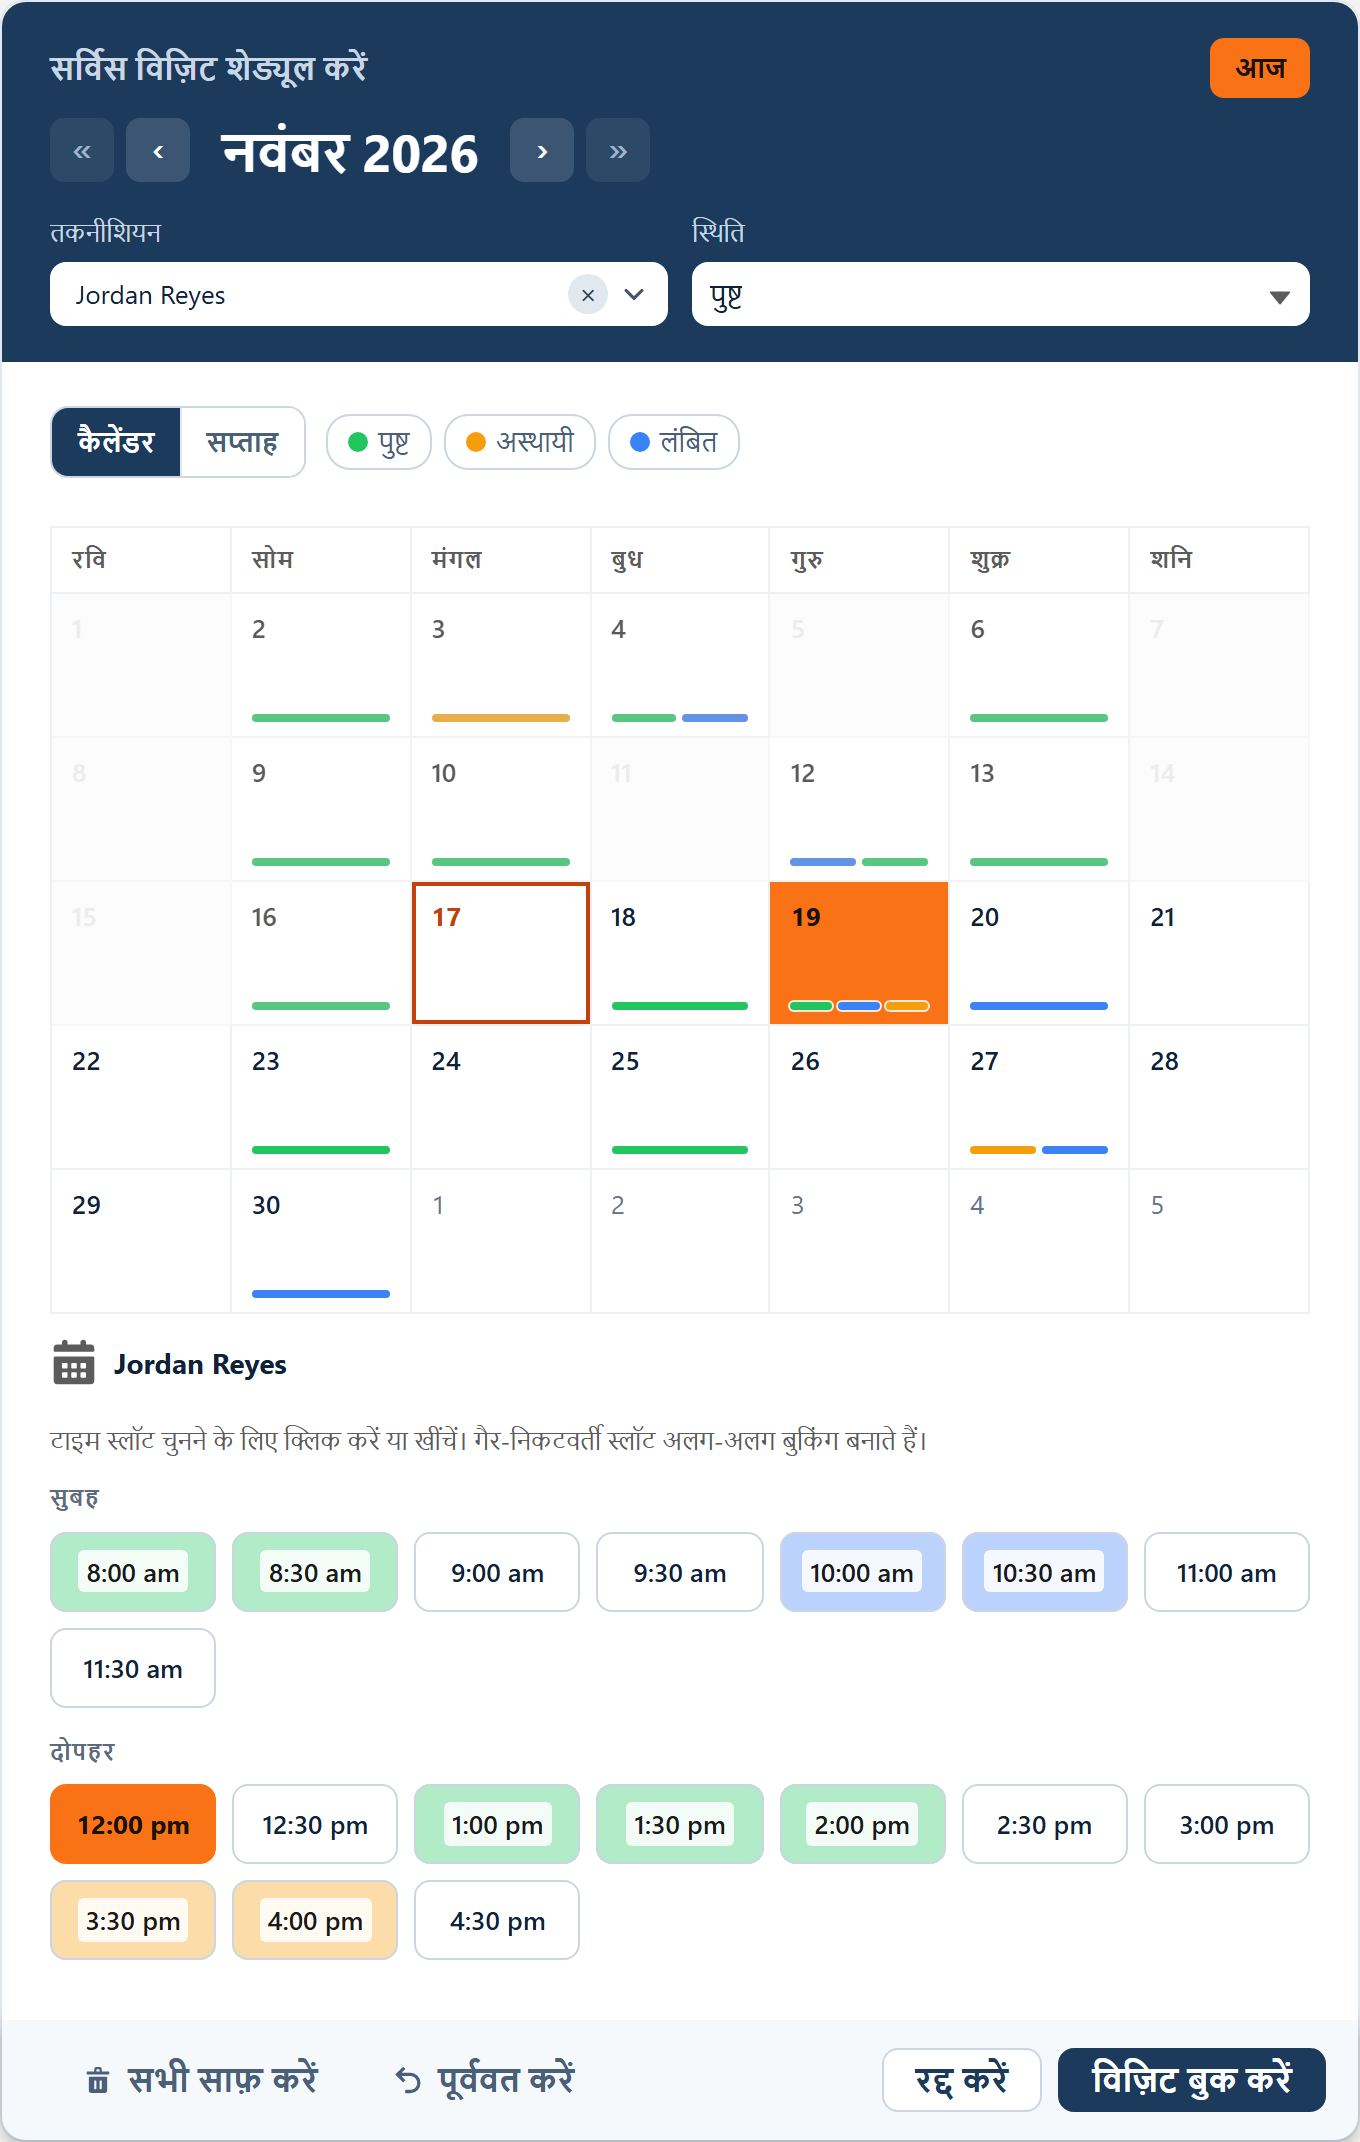 सर्विस विज़िट शेड्यूल करें
आज
« ‹ नवंबर 2026 › »
तकनीशियन स्थिति
Jordan Reyes × पुष्ट
कैलेंडर सप्ताह पुष्ट अस्थायी लंबित
रवि सोम मंगल बुध गुरु शुक्र शनि
1 2 3 4 5 6 7
8 9 10 11 12 13 14
15 16 17 18 19 20 21
22 23 24 25 26 27 28
29 30 1 2 3 4 5
Jordan Reyes
टाइम स्लॉट चुनने के लिए क्लिक करें या खींचें। गैर-निकटवर्ती स्लॉट अलग-अलग बुकिंग बनाते हैं।
सुबह
8:00 am 8:30 am 9:00 am 9:30 am 10:00 am 10:30 am 11:00 am
11:30 am
दोपहर
12:00 pm 12:30 pm 1:00 pm 1:30 pm 2:00 pm 2:30 pm 3:00 pm
3:30 pm 4:00 pm 4:30 pm
सभी साफ़ करें पूर्ववत करें रद्द करें विज़िट बुक करें